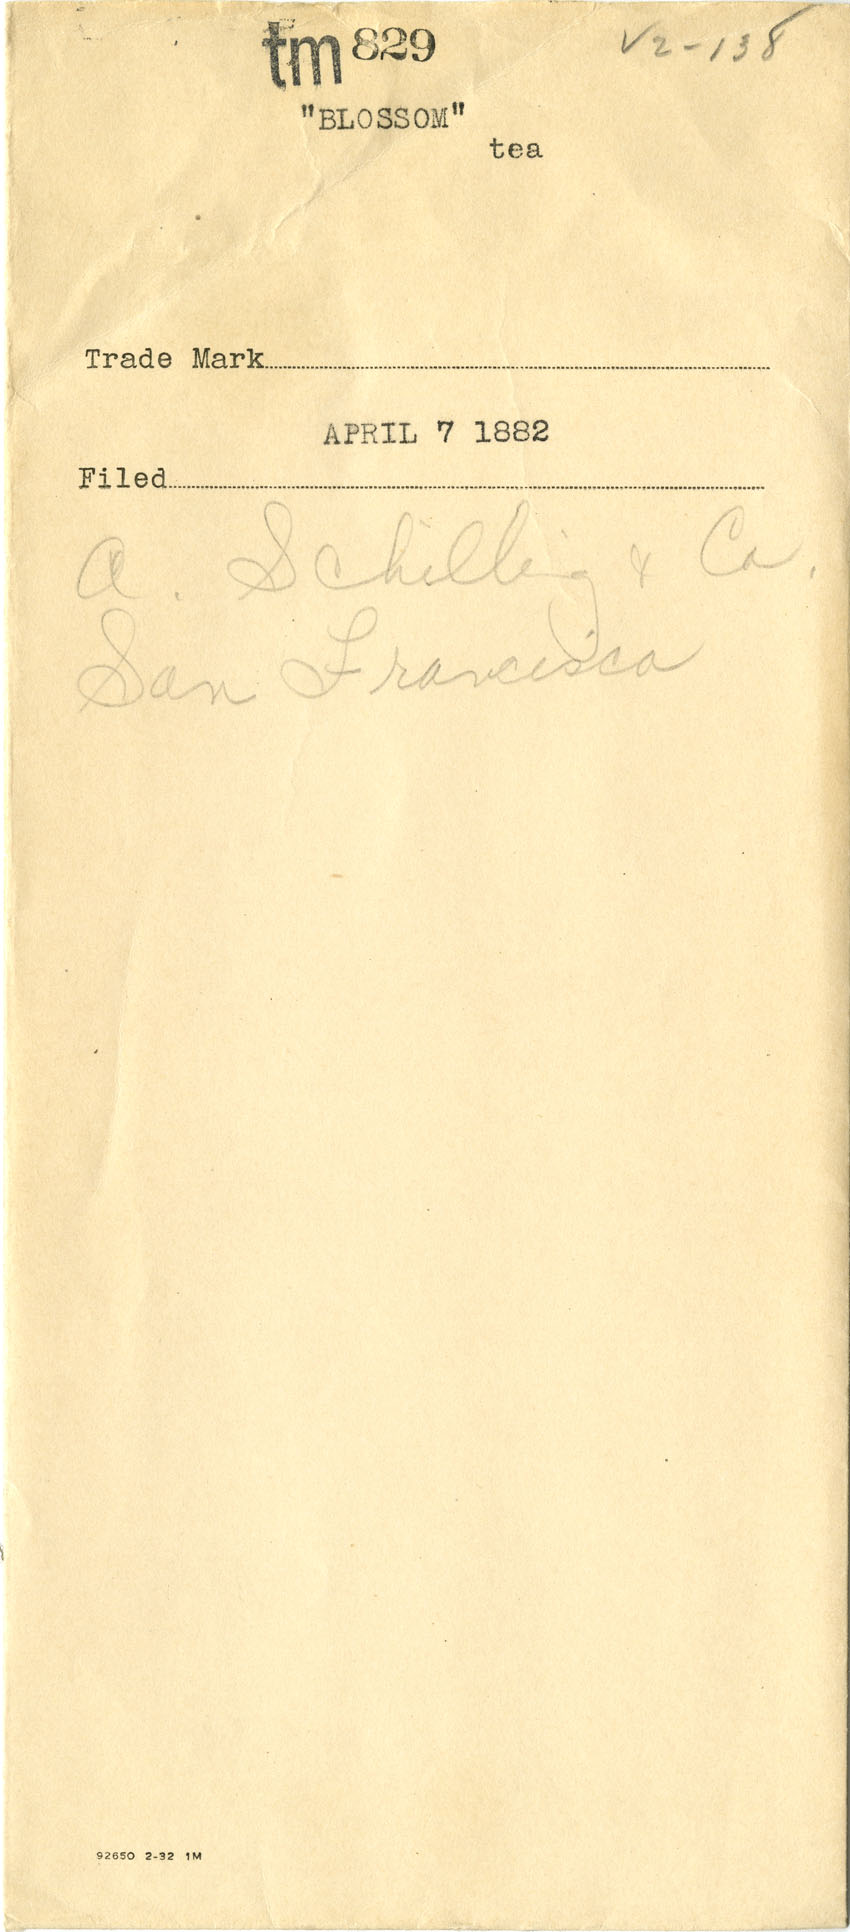 tm 829
V2-138
"BLOSSOM"
tea
Trade Mark
APRIL 7 1882
Filed
A. Schilling & Co.
San Francisco
92650 2-32 1M